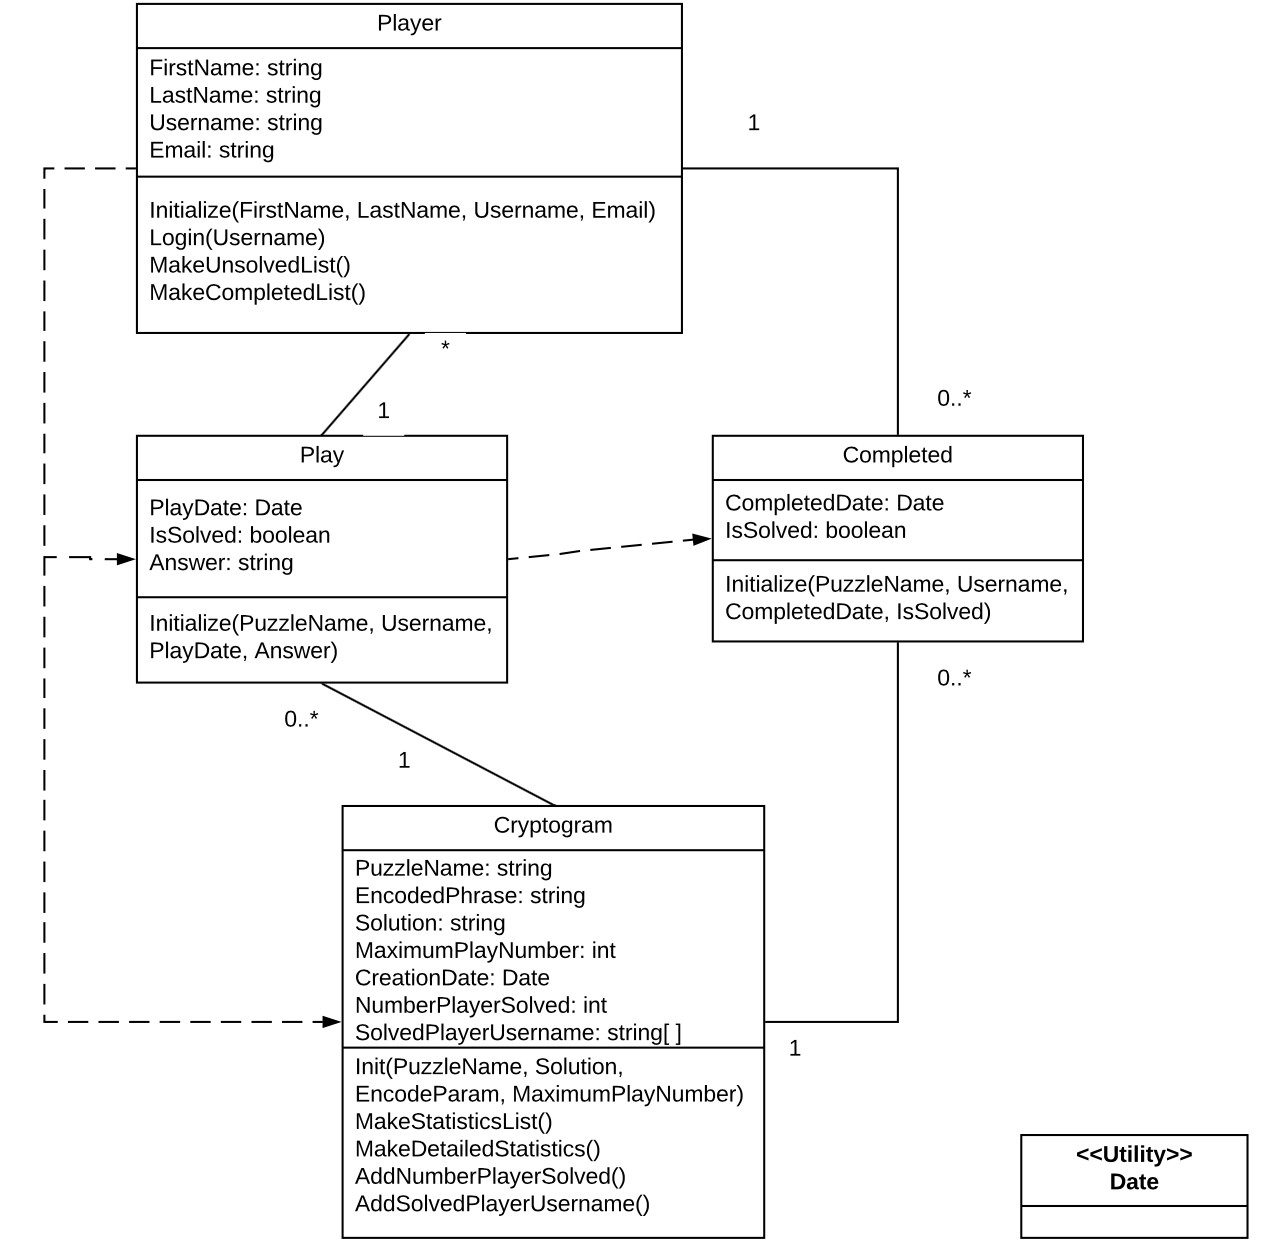 Player
FirstName: string
LastName: string
Username: string
Email: string
1
Initialize(FirstName, LastName, Username, Email)
Login(Username)
MakeUnsolvedList()
MakeCompletedList()
*
1
0..*
Play
PlayDate: Date
IsSolved: boolean
Answer: string
Initialize(PuzzleName, Username,
PlayDate, Answer)
Completed
CompletedDate: Date
IsSolved: boolean
Initialize(PuzzleName, Username,
CompletedDate, IsSolved)
0..*
0..*
1
Cryptogram
PuzzleName: string
EncodedPhrase: string
Solution: string
MaximumPlayNumber: int
CreationDate: Date
NumberPlayerSolved: int
SolvedPlayerUsername: string[ ]
1
Init(PuzzleName, Solution,
EncodeParam, MaximumPlayNumber)
MakeStatisticsList()
MakeDetailedStatistics()
AddNumberPlayerSolved()
AddSolvedPlayerUsername()
<<Utility>>
Date